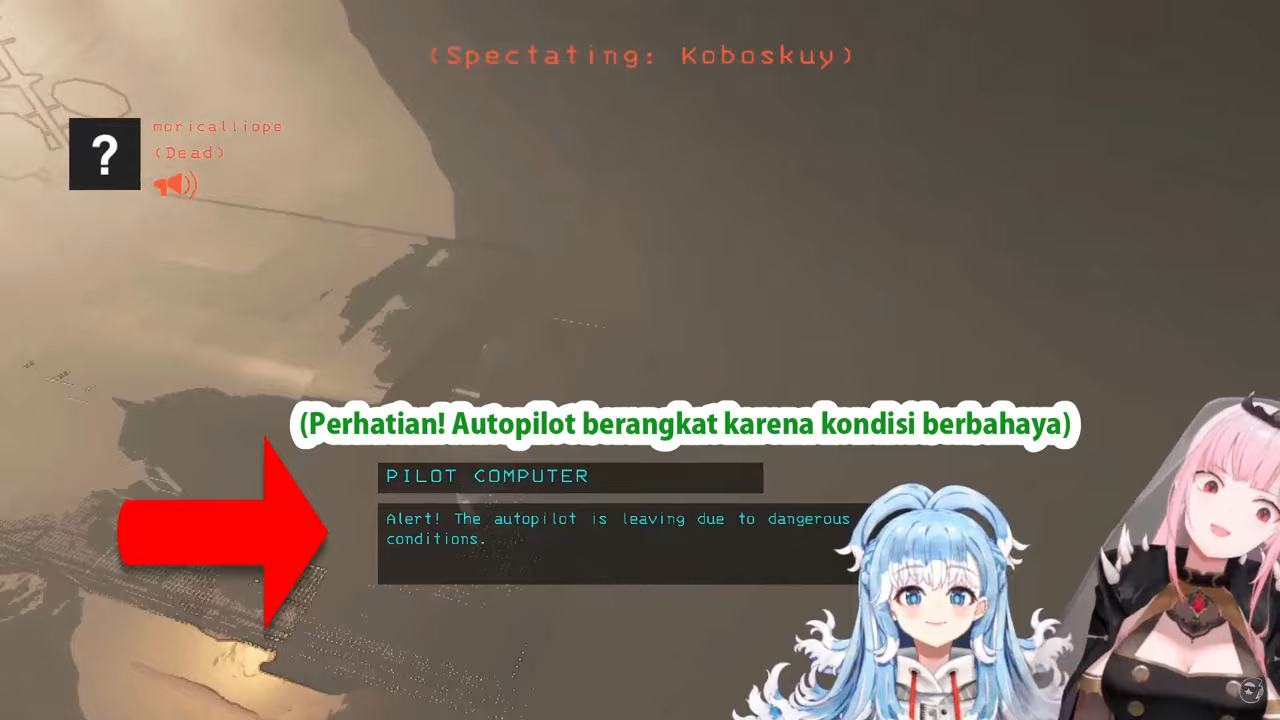 (Spectating: Koboskuy)
moricalliope
(Dead)
?
(Perhatian! Autopilot berangkat karena kondisi berbahaya)
PILOT COMPUTER
Alert! The autopilot is leaving due to dangerous
conditions.